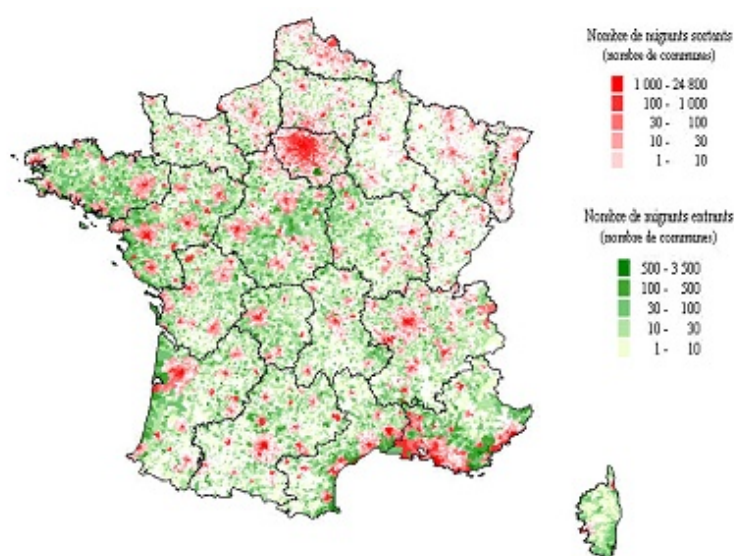 Nombre de migrants sortants
(nombre de communes)
1 000 - 24 800
100 - 1 000
30 - 100
10 - 30
1 - 10
Nombre de migrants entrants
(nombre de communes)
500 - 3 500
100 - 500
30 - 100
10 - 30
1 - 10